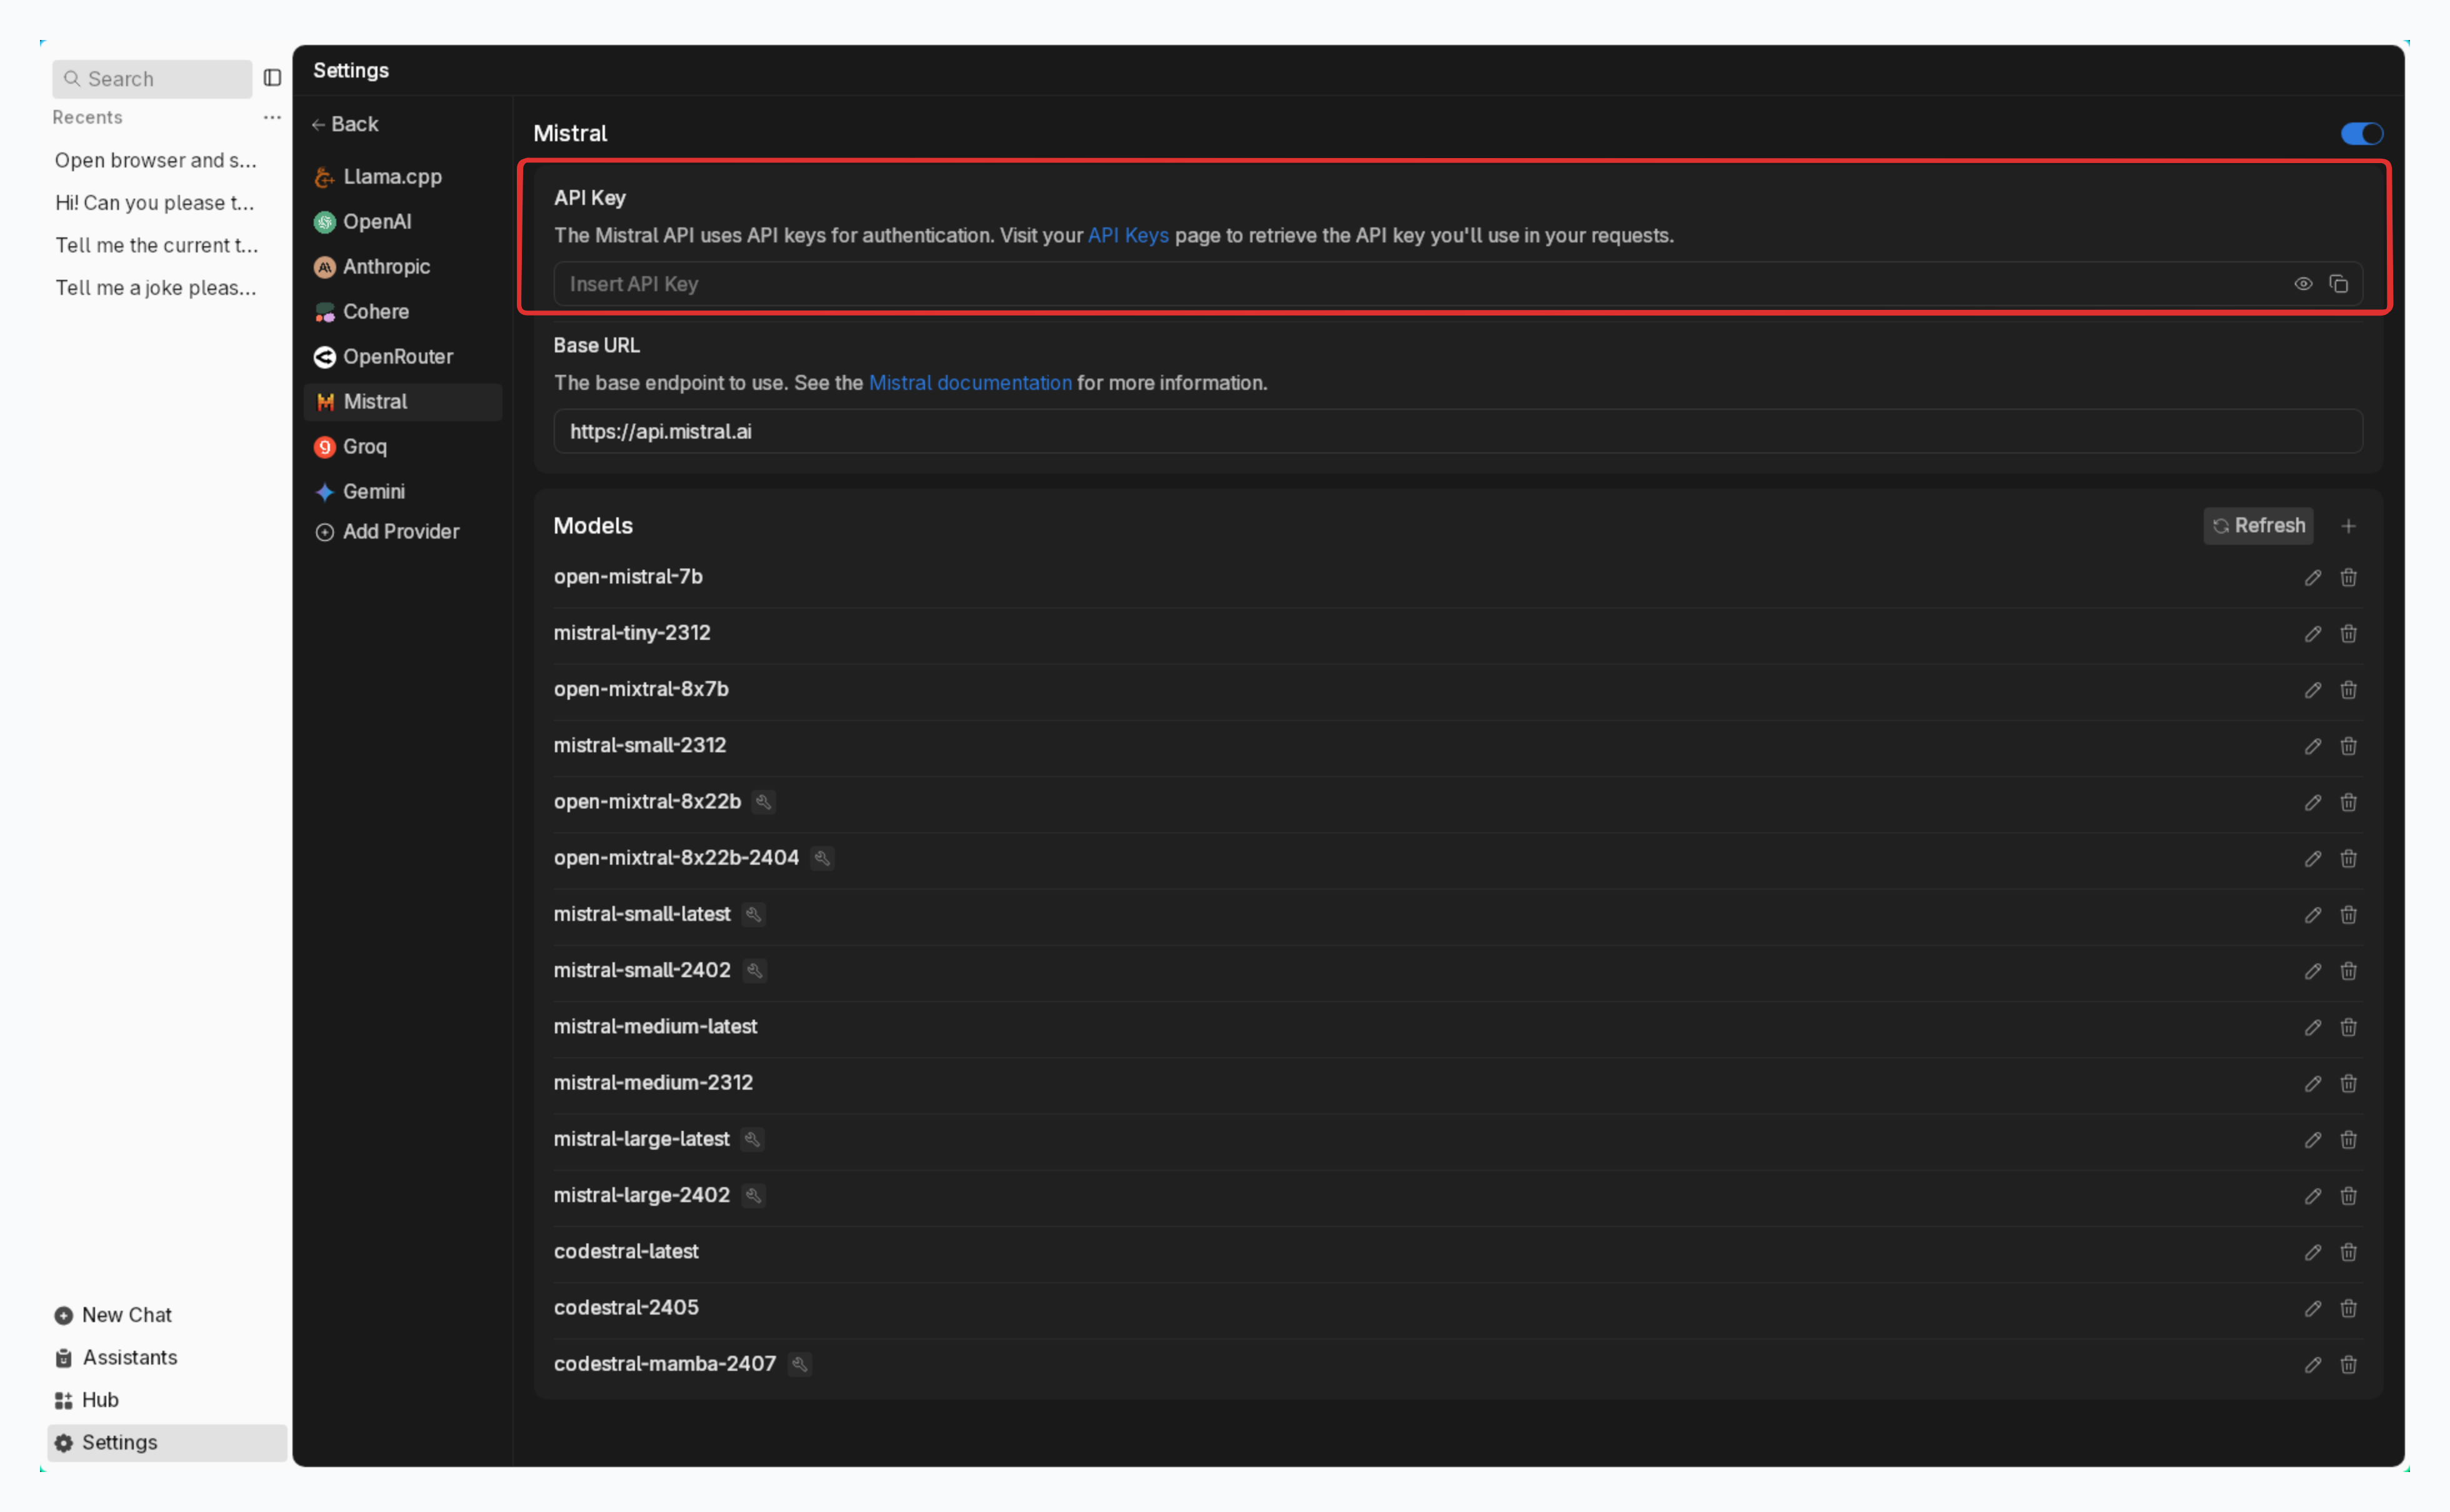 Search
Recents
Open browser and s...
Hi! Can you please t...
Tell me the current t...
Tell me a joke pleas...
New Chat
Assistants
Hub
Settings
Settings
Back
Llama.cpp
OpenAI
Anthropic
Cohere
OpenRouter
Mistral
Groq
Gemini
Add Provider
Mistral
API Key
The Mistral API uses API keys for authentication. Visit your API Keys page to retrieve the API key you'll use in your requests.
Insert API Key
Base URL
The base endpoint to use. See the Mistral documentation for more information.
https://api.mistral.ai
Models
Refresh
open-mistral-7b
mistral-tiny-2312
open-mixtral-8x7b
mistral-small-2312
open-mixtral-8x22b
open-mixtral-8x22b-2404
mistral-small-latest
mistral-small-2402
mistral-medium-latest
mistral-medium-2312
mistral-large-latest
mistral-large-2402
codestral-latest
codestral-2405
codestral-mamba-2407